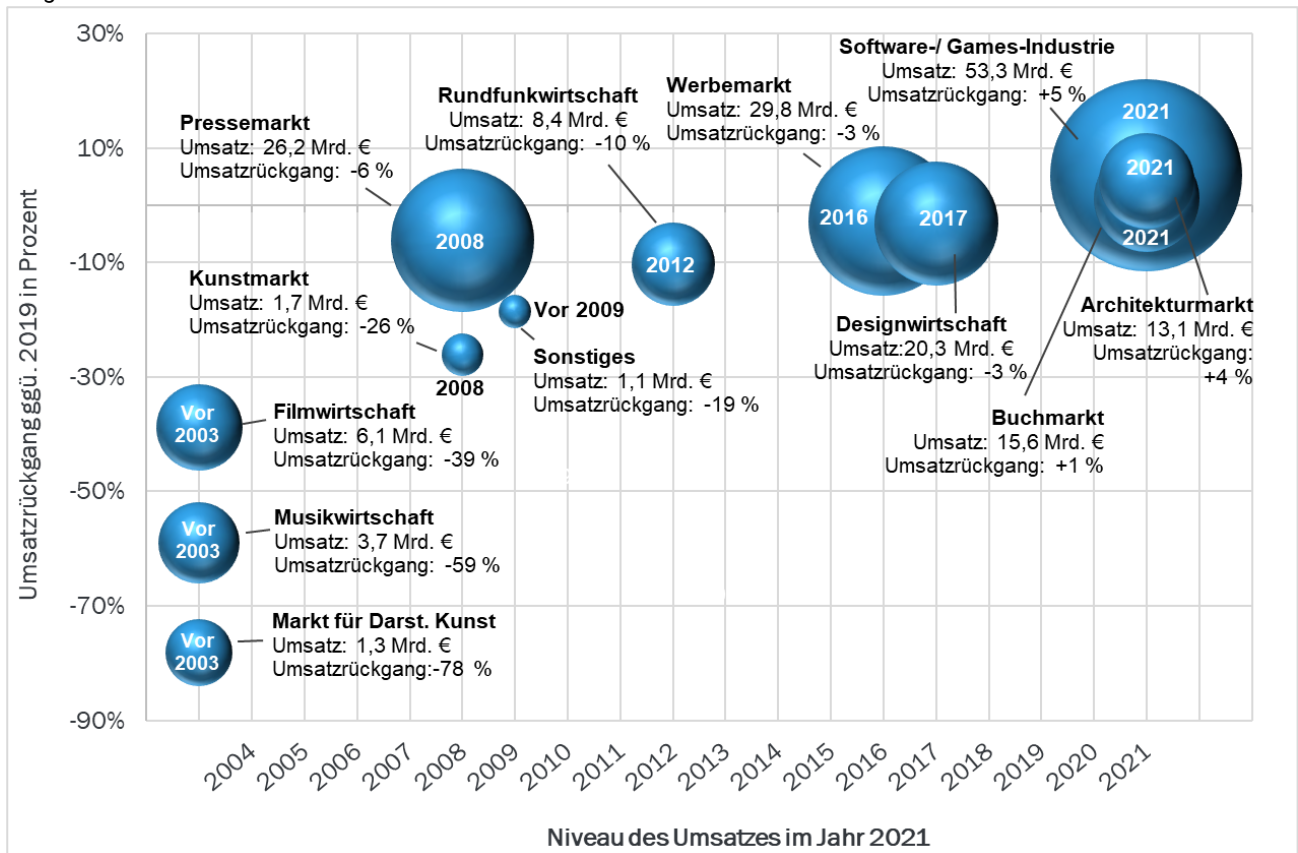 30%
10%
-10%
-30%
-50%
-70%
-90%
Umsatzrückgang ggü. 2019 in Prozent
Software-/ Games-Industrie
Umsatz: 53,3 Mrd. €
Umsatzrückgang: +5 %
2021
Werbemarkt
Umsatz: 29,8 Mrd. €
Umsatzrückgang: -3 %
2016
Rundfunkwirtschaft
Umsatz: 8,4 Mrd. €
Umsatzrückgang: -10 %
2012
Pressemarkt
Umsatz: 26,2 Mrd. €
Umsatzrückgang: -6 %
2008
2017
2021
2021
Kunstmarkt
Umsatz: 1,7 Mrd. €
Umsatzrückgang: -26 %
2008
Vor 2009
Sonstiges
Umsatz: 1,1 Mrd. €
Umsatzrückgang: -19 %
Designwirtschaft
Umsatz:20,3 Mrd. €
Umsatzrückgang: -3 %
Architekturmarkt
Umsatz: 13,1 Mrd. €
Umsatzrückgang:
+4 %
Buchmarkt
Umsatz: 15,6 Mrd. €
Umsatzrückgang: +1 %
Vor
2003
Filmwirtschaft
Umsatz: 6,1 Mrd. €
Umsatzrückgang: -39 %
Vor
2003
Musikwirtschaft
Umsatz: 3,7 Mrd. €
Umsatzrückgang: -59 %
Vor
2003
Markt für Darst. Kunst
Umsatz: 1,3 Mrd. €
Umsatzrückgang:-78 %
2004
2005
2006
2007
2008
2009
2010
2011
2012
2013
2014
2015
2016
2017
2018
2019
2020
2021
Niveau des Umsatzes im Jahr 2021